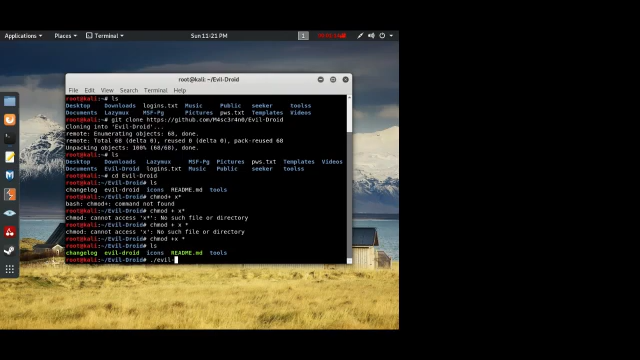 Applications Places Terminal Sun 11:21 PM 1
root@kali: ~/Evil-Droid
File Edit View Search Terminal Help
root@kali:~# ls
Desktop Downloads logins.txt Music Public seeker toolss
Documents Lazymux MSF-Pg Pictures pws.txt Templates Videos
root@kali:~# git clone https://github.com/M4sc3r4n0/Evil-Droid
Cloning into 'Evil-Droid'...
remote: Enumerating objects: 68, done.
remote: Total 68 (delta 0), reused 0 (delta 0), pack-reused 68
Unpacking objects: 100% (68/68), done.
root@kali:~# ls
Desktop Downloads Lazymux MSF-Pg Pictures pws.txt Templates Videos
Documents Evil-Droid logins.txt Music Public seeker toolss
root@kali:~# cd Evil-Droid
root@kali:~/Evil-Droid# ls
changelog evil-droid icons README.md tools
root@kali:~/Evil-Droid# chmod+ x*
bash: chmod+: command not found
root@kali:~/Evil-Droid# chmod + x*
chmod: cannot access 'x*': No such file or directory
root@kali:~/Evil-Droid# chmod + x *
chmod: cannot access 'x': No such file or directory
root@kali:~/Evil-Droid# chmod +x *
root@kali:~/Evil-Droid# ls
changelog evil-droid icons README.md tools
root@kali:~/Evil-Droid# ./evil-